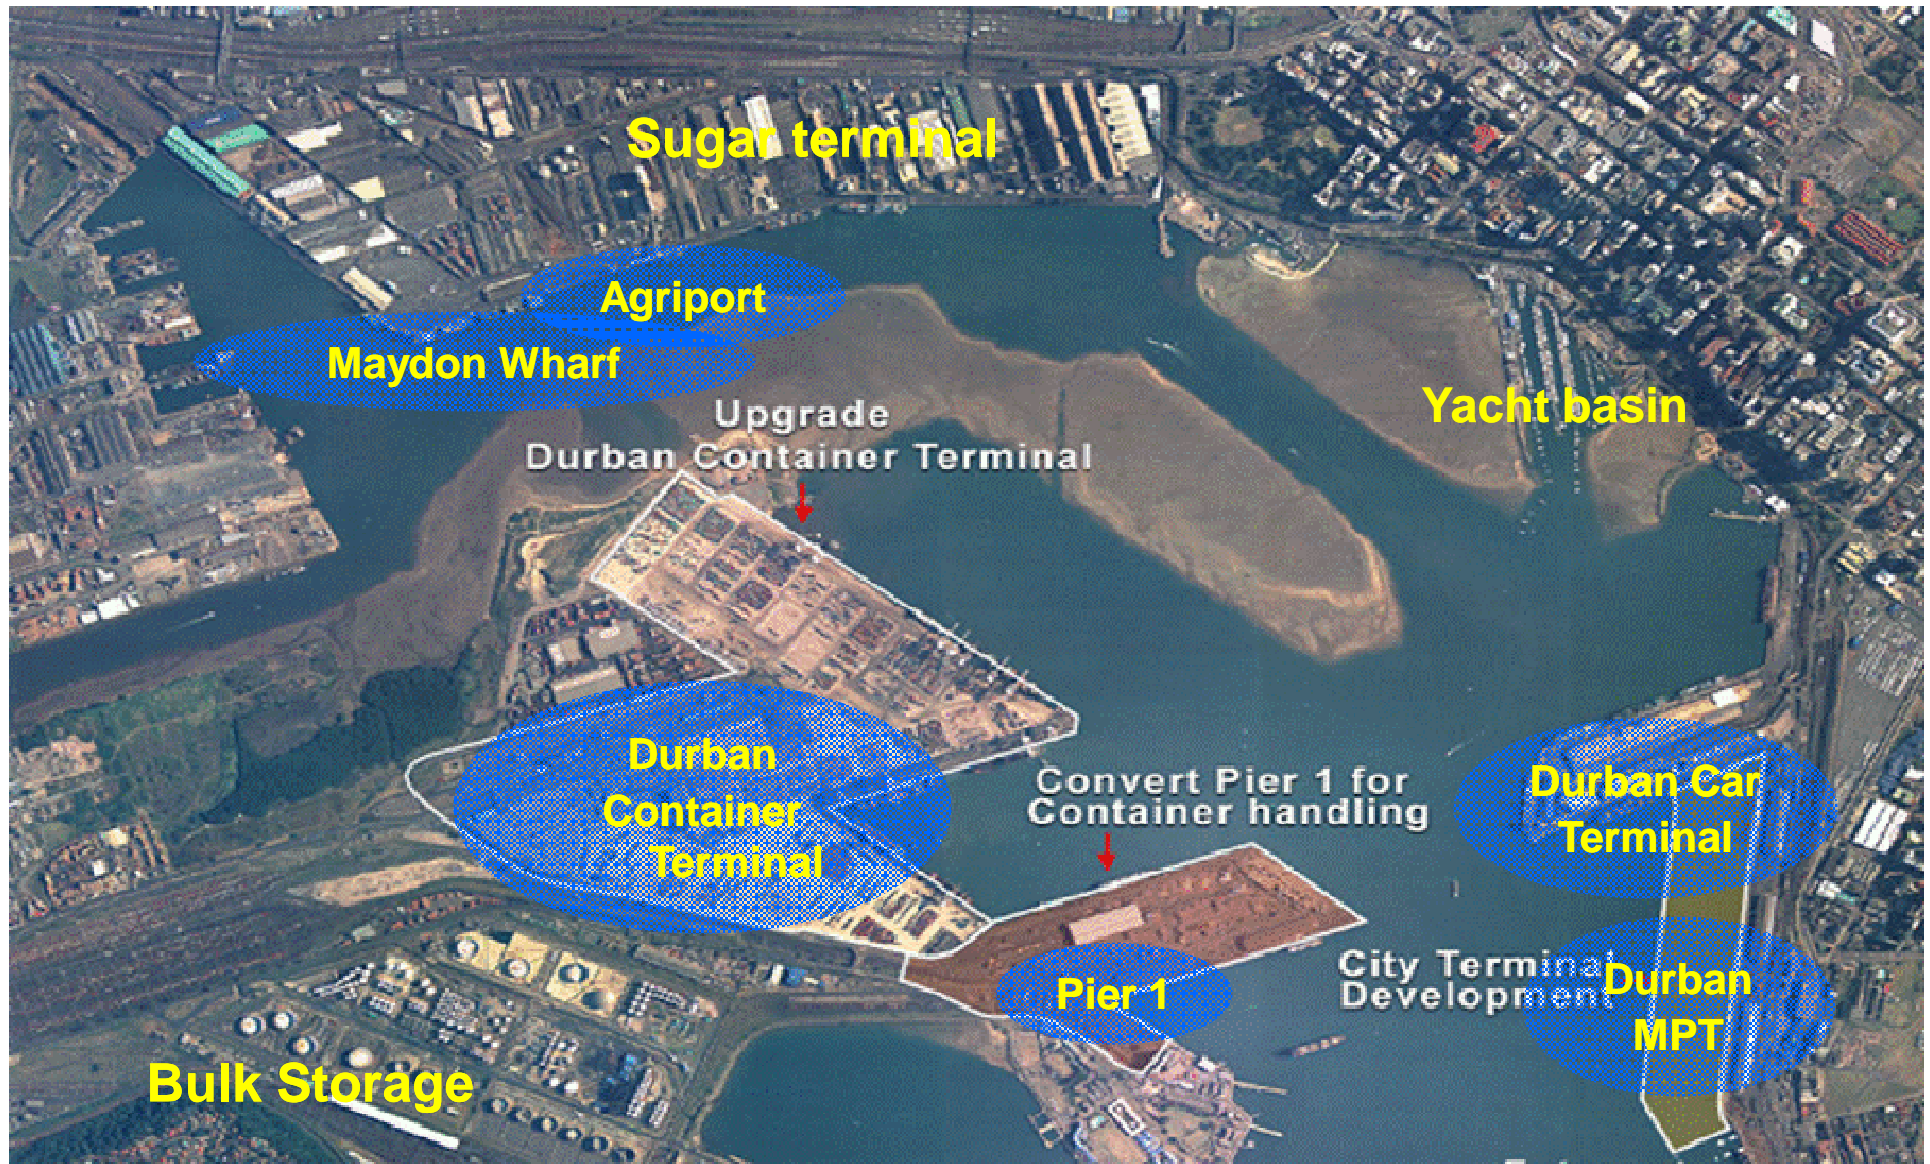 Sugar terminal
Agriport
Maydon Wharf
Upgrade
Durban Container Terminal
Yacht basin
Durban
Container
Terminal
Convert Pier 1 for
Container handling
Durban Car
Terminal
Pier 1
City Terminal
Development
Durban
MPT
Bulk Storage